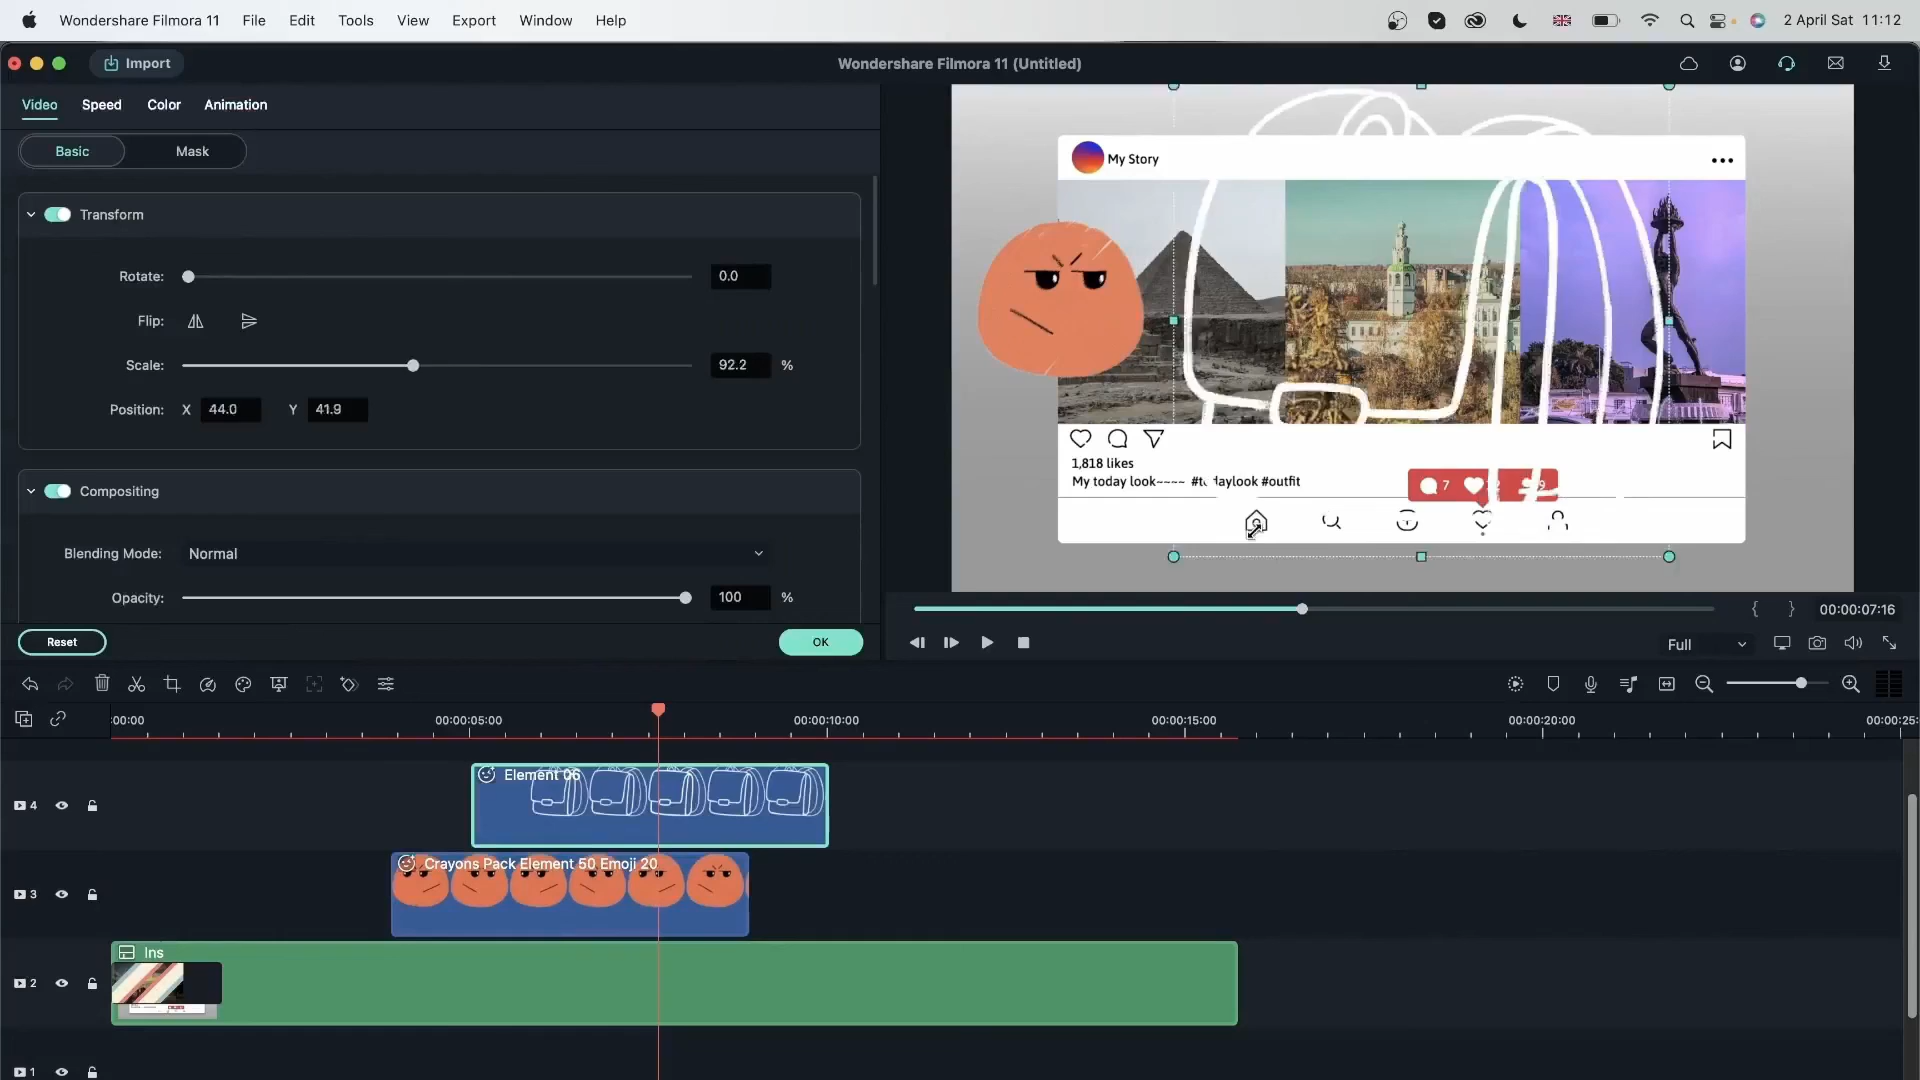 Wondershare Filmora 11 File Edit Tools View Export Window Help 2 April Sat 11:12
Import Wondershare Filmora 11 (Untitled)
Video Speed Color Animation
Basic Mask
Transform
Rotate: 0.0
Flip:
Scale: 92.2 %
Position: X 44.0 Y 41.9
Compositing
Blending Mode: Normal
Opacity: 100 %
Reset OK
My Story
1,818 likes
My today look~~~~ #todaylook #outfit
7
00:00:07:16
Full
:00:00 00:00:05:00 00:00:10:00 00:00:15:00 00:00:20:00 00:00:25:
Element 06
4
Crayons Pack Element 50 Emoji 20
3
Ins
2
1